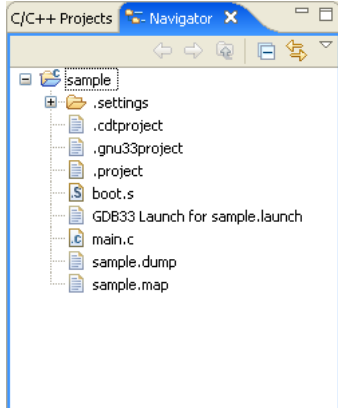 C/C++ Projects Navigator
sample
.settings
.cdtproject
.gnu33project
.project
boot.s
GDB33 Launch for sample.launch
main.c
sample.dump
sample.map